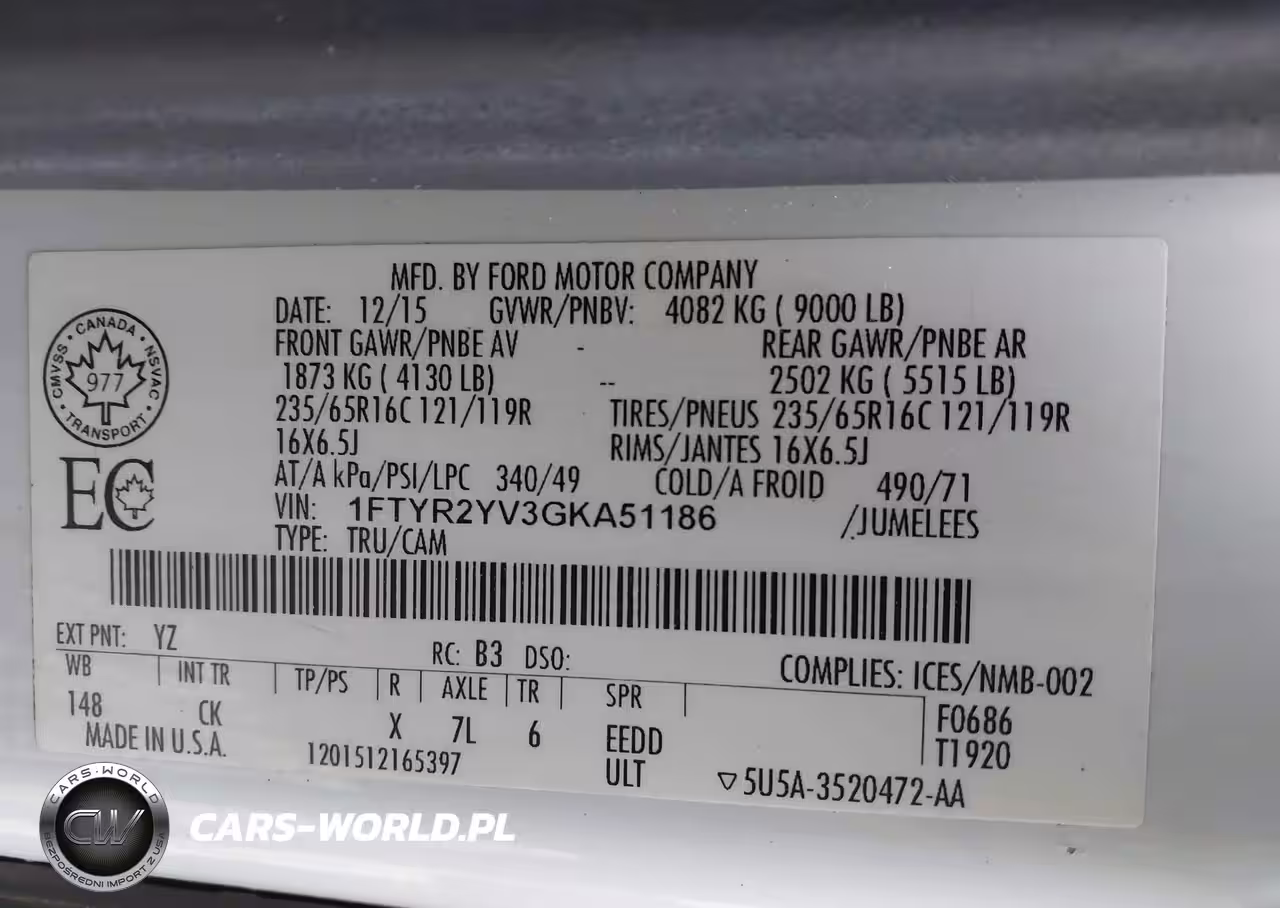 MFD. BY FORD MOTOR COMPANY
DATE: 12/15 GVWR/PNBV: 4082 KG ( 9000 LB)
FRONT GAWR/PNBE AV - REAR GAWR/PNBE AR
1873 KG ( 4130 LB) -- 2502 KG ( 5515 LB)
235/65R16C 121/119R TIRES/PNEUS 235/65R16C 121/119R
16X6.5J RIMS/JANTES 16X6.5J
AT/A kPa/PSI/LPC 340/49 COLD/A FROID 490/71
VIN: 1FTYR2YV3GKA51186 /JUMELEES
TYPE: TRU/CAM
CANADA
CMVSS 977 NSVAC
TRANSPORT
EC
EXT PNT: YZ RC: B3 DSO:
COMPLIES: ICES/NMB-002
WB INT TR TP/PS R AXLE TR SPR
148 CK X 7L 6 EEDD F0686
MADE IN U.S.A. 1201512165397 ULT T1920
▽5U5A-3520472-AA
CARS-WORLD
CW
BEZPOŚREDNI IMPORT Z USA
CARS-WORLD.PL